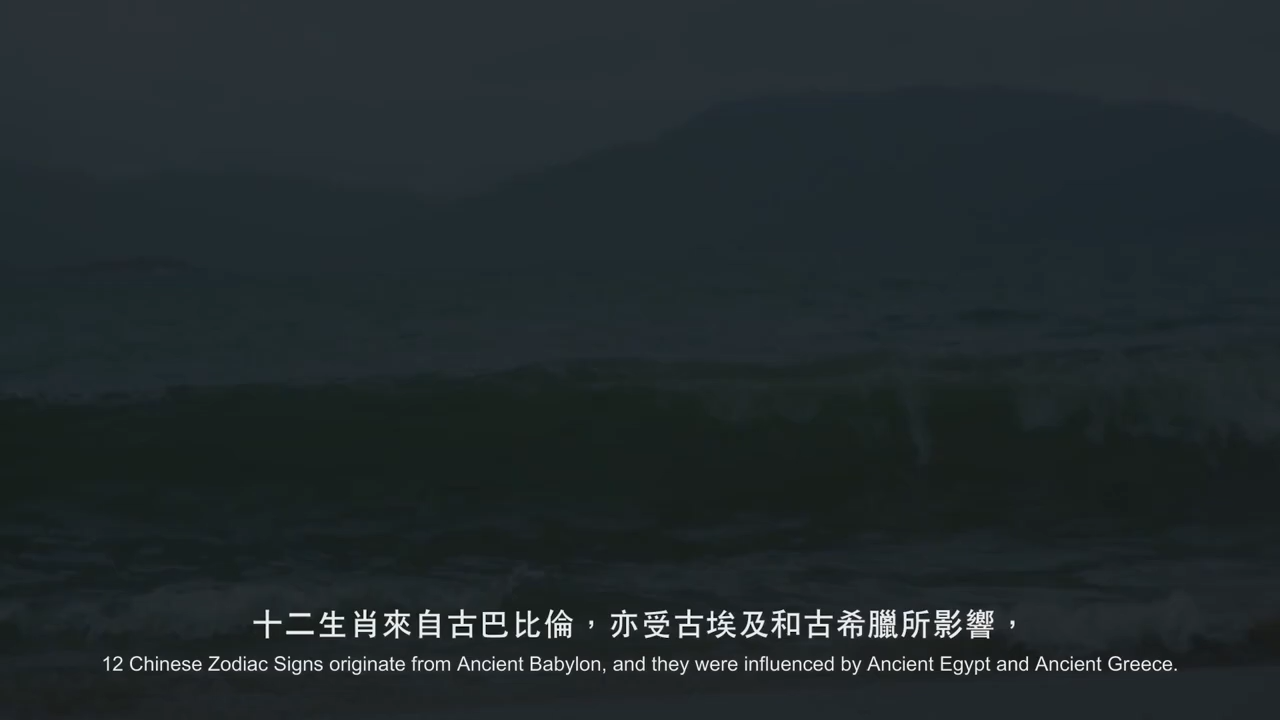 十二生肖來自古巴比倫，亦受古埃及和古希臘所影響，
12 Chinese Zodiac Signs originate from Ancient Babylon, and they were influenced by Ancient Egypt and Ancient Greece.